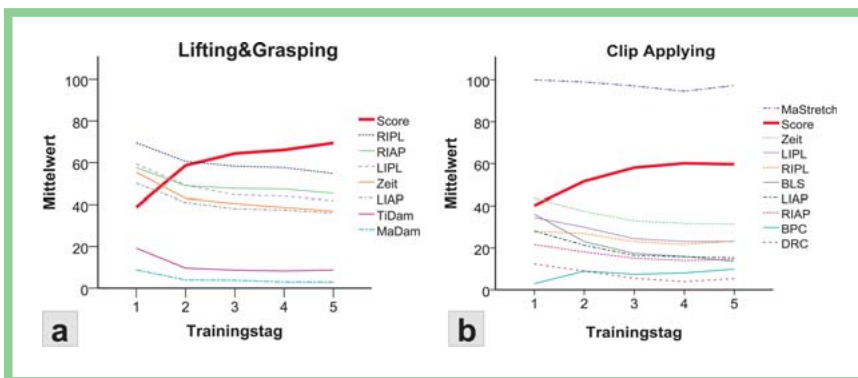 Lifting&Grasping
Mittelwert
100
80
60
40
20
0
1 2 3 4 5
Trainingstag
Score
RIPL
RIAP
LIPL
Zeit
LIAP
TiDam
MaDam
a
Clip Applying
Mittelwert
100
80
60
40
20
0
1 2 3 4 5
Trainingstag
MaStretch
Score
Zeit
LIPL
RIPL
BLS
LIAP
RIAP
BPC
DRC
b